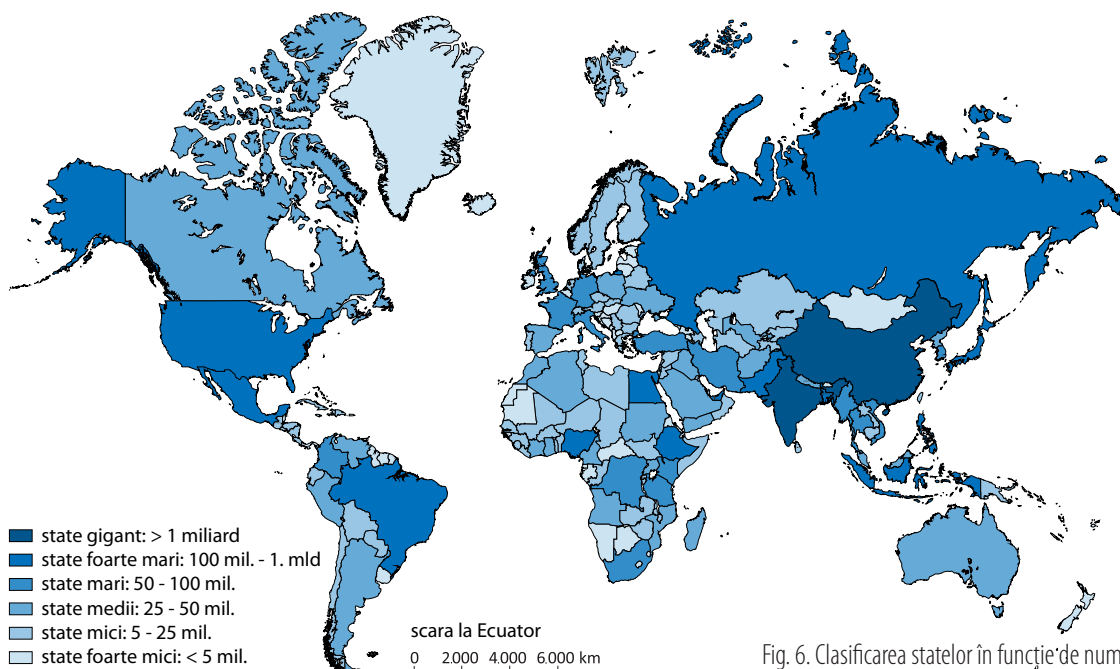 state gigant: > 1 miliard
state foarte mari: 100 mil. - 1. mld
state mari: 50 - 100 mil.
state medii: 25 - 50 mil.
state mici: 5 - 25 mil.
state foarte mici: < 5 mil.
scara la Ecuator
0 2.000 4.000 6.000 km
Fig. 6. Clasificarea statelor în funcție de num